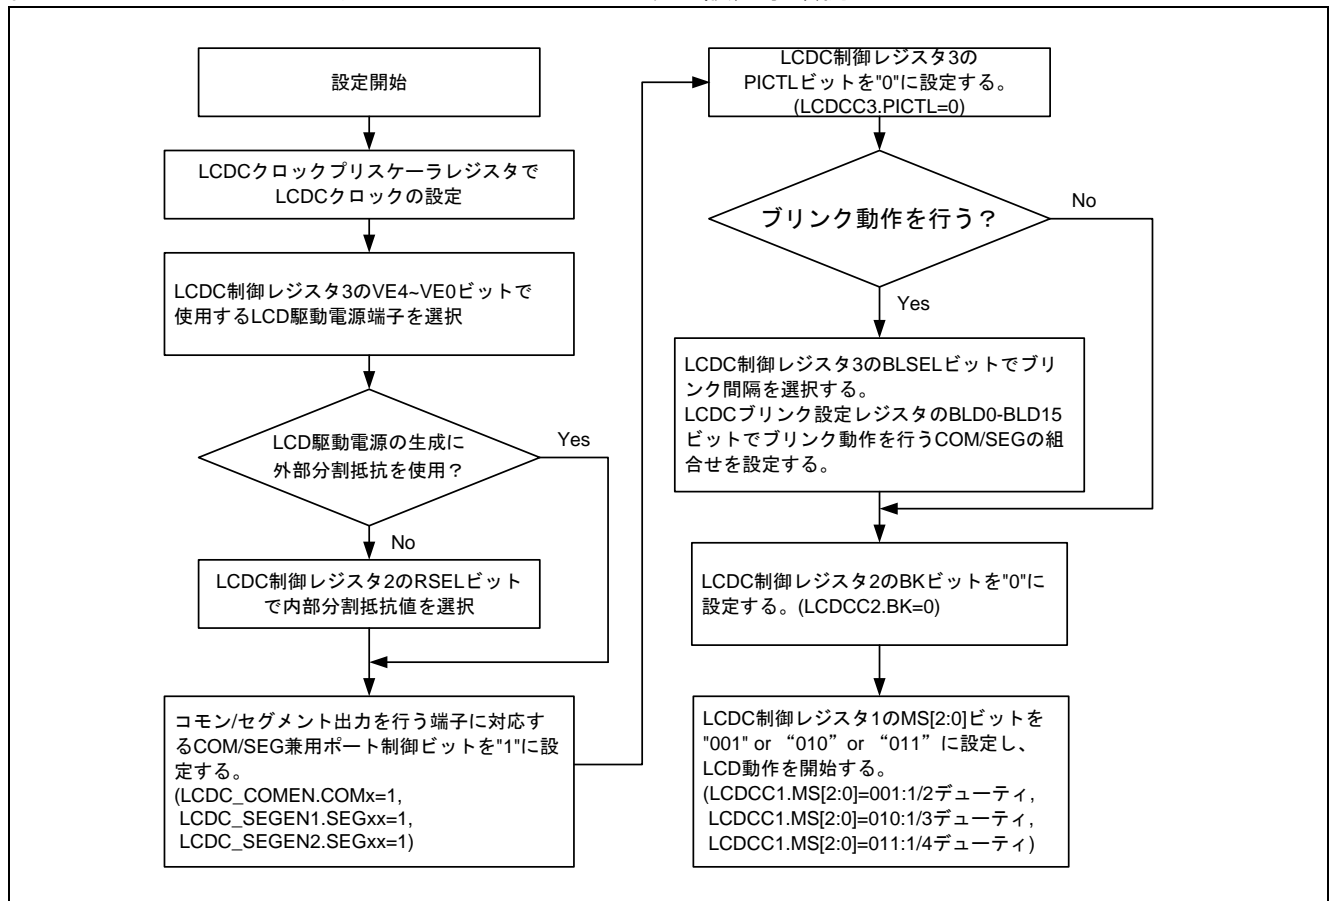 設定開始
LCDCクロックプリスケーラレジスタで
LCDCクロックの設定
LCDC制御レジスタ3のVE4~VE0ビットで
使用するLCD駆動電源端子を選択
LCD駆動電源の生成に
外部分割抵抗を使用？
Yes
No
LCDC制御レジスタ2のRSELビット
で内部分割抵抗値を選択
コモン/セグメント出力を行う端子に対応す
るCOM/SEG兼用ポート制御ビットを"1"に設
定する。
(LCDC_COMEN.COMx=1,
LCDC_SEGEN1.SEGxx=1,
LCDC_SEGEN2.SEGxx=1)
LCDC制御レジスタ3の
PICTLビットを"0"に設定する。
(LCDCC3.PICTL=0)
ブリンク動作を行う？
No
Yes
LCDC制御レジスタ3のBLSELビットでブリ
ンク間隔を選択する。
LCDCブリンク設定レジスタのBLD0-BLD15
ビットでブリンク動作を行うCOM/SEGの組
合せを設定する。
LCDC制御レジスタ2のBKビットを"0"に
設定する。(LCDCC2.BK=0)
LCDC制御レジスタ1のMS[2:0]ビットを
"001" or “010” or “011” に設定し、
LCD動作を開始する。
(LCDCC1.MS[2:0]=001:1/2デューティ,
LCDCC1.MS[2:0]=010:1/3デューティ,
LCDCC1.MS[2:0]=011:1/4デューティ)